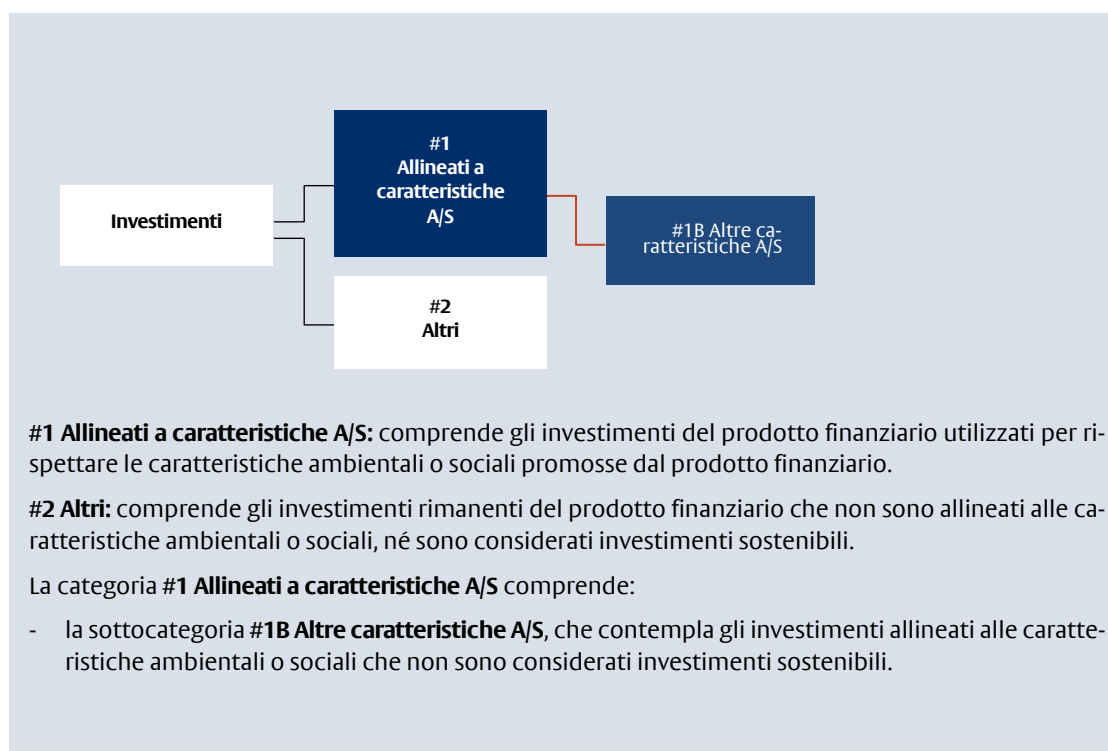 #1
Allineati a
caratteristiche
A/S
Investimenti
#1B Altre ca-
ratteristiche A/S
#2
Altri
#1 Allineati a caratteristiche A/S: comprende gli investimenti del prodotto finanziario utilizzati per ri-
spettare le caratteristiche ambientali o sociali promosse dal prodotto finanziario.
#2 Altri: comprende gli investimenti rimanenti del prodotto finanziario che non sono allineati alle ca-
ratteristiche ambientali o sociali, né sono considerati investimenti sostenibili.
La categoria #1 Allineati a caratteristiche A/S comprende:
- la sottocategoria #1B Altre caratteristiche A/S, che contempla gli investimenti allineati alle caratte-
ristiche ambientali o sociali che non sono considerati investimenti sostenibili.